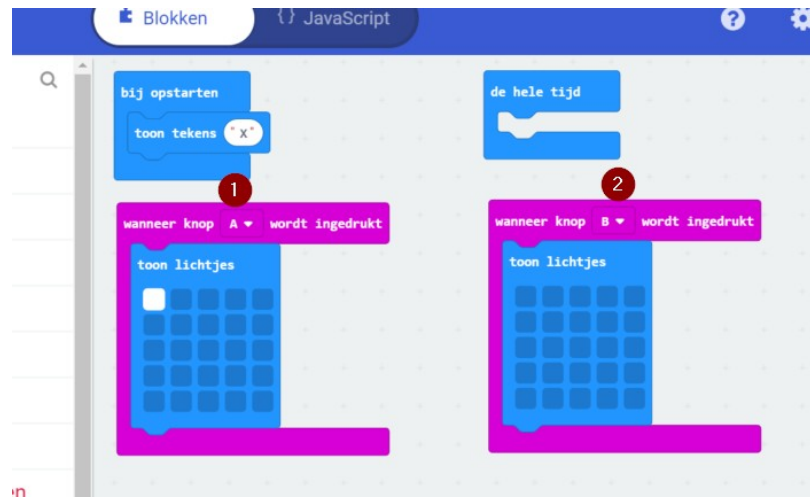 Blokken
{} JavaScript
?
bij opstarten
toon tekens "x"
de hele tijd
1
wanneer knop A wordt ingedrukt
toon lichtjes
2
wanneer knop B wordt ingedrukt
toon lichtjes
en